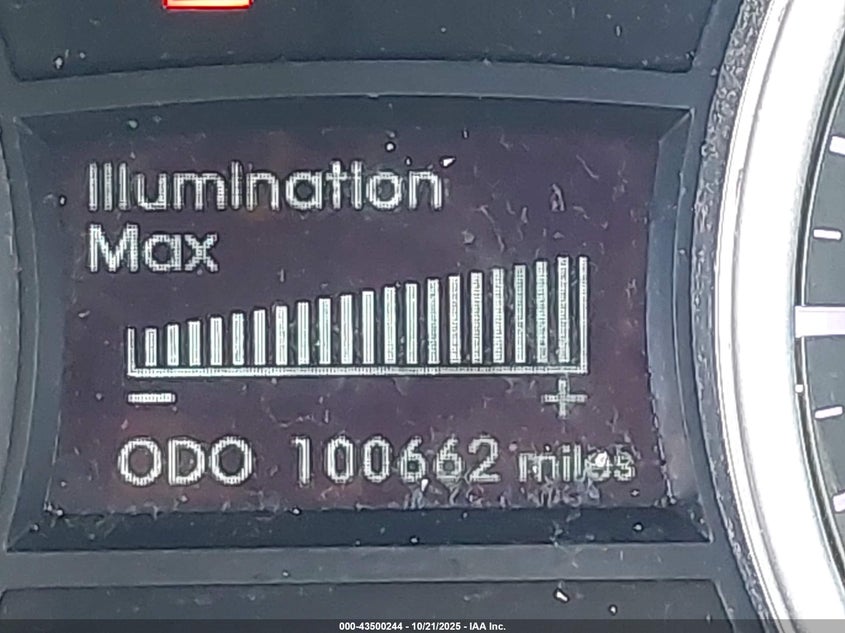 Illumination
Max
− +
ODO 100662 miles
000-43500244 - 10/21/2025 - IAA Inc.